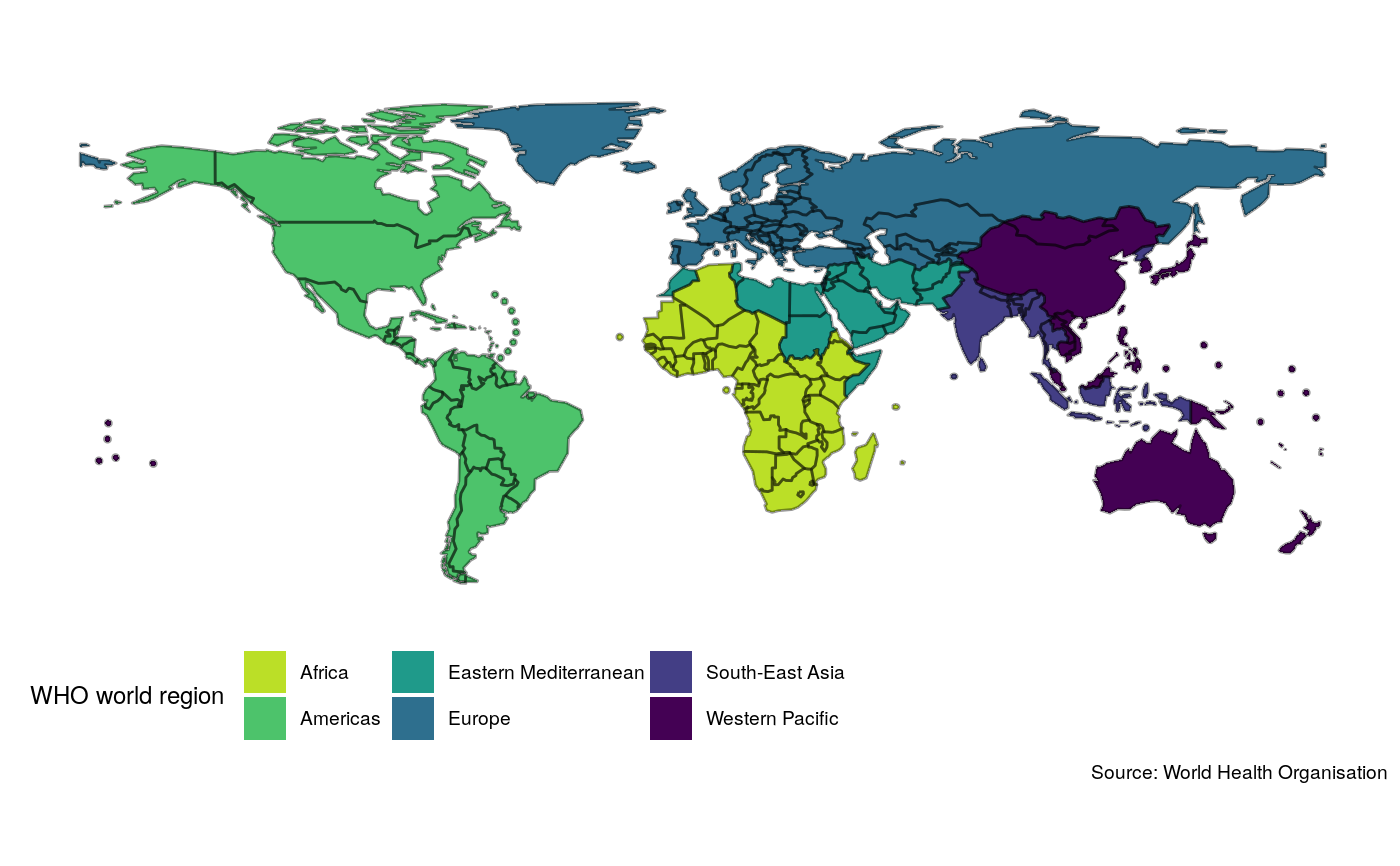 WHO world region
Africa
Americas
Eastern Mediterranean
Europe
South-East Asia
Western Pacific
Source: World Health Organisation